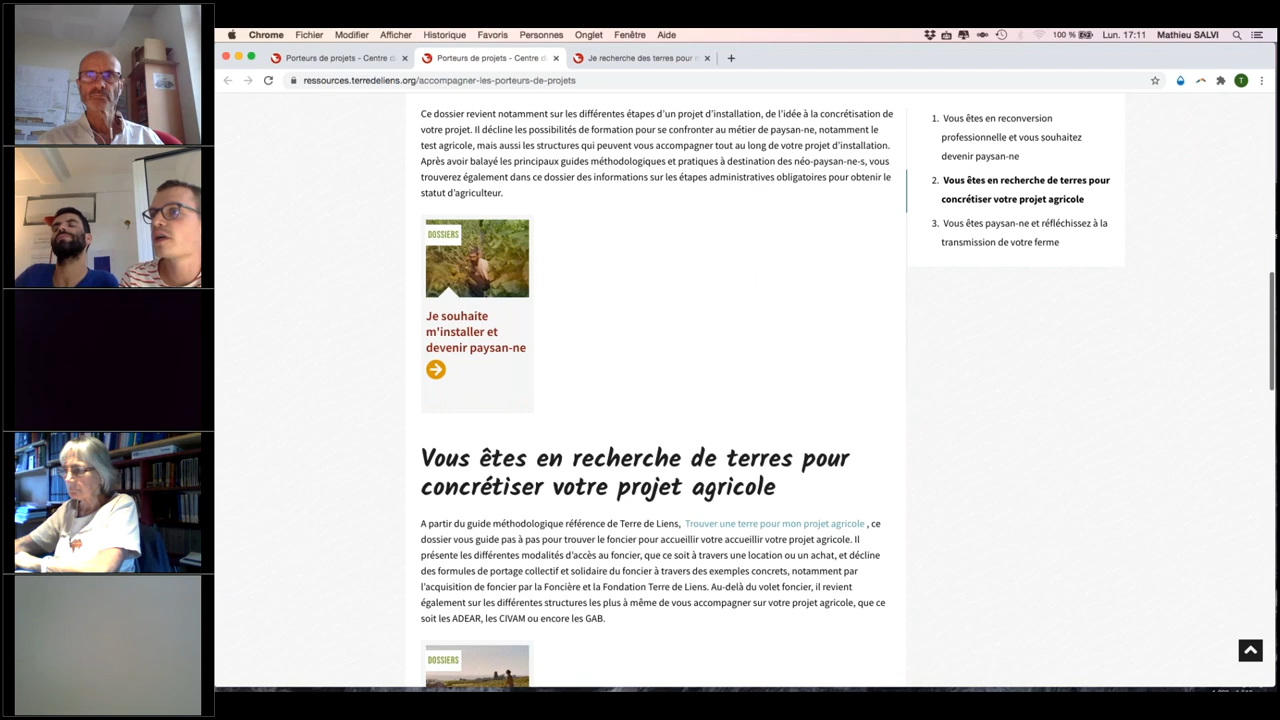 Chrome Fichier Modifier Afficher Historique Favoris Personnes Onglet Fenêtre Aide 100 % Lun. 17:11 Mathieu SALVI
Porteurs de projets - Centre d
Porteurs de projets - Centre d
Je recherche des terres pour
ressources.terredeliens.org/accompagner-les-porteurs-de-projets
T
Ce dossier revient notamment sur les différentes étapes d'un projet d'installation, de l'idée à la concrétisation de
votre projet. Il décline les possibilités de formation pour se confronter au métier de paysan-ne, notamment le
test agricole, mais aussi les structures qui peuvent vous accompagner tout au long de votre projet d'installation.
Après avoir balayé les principaux guides méthodologiques et pratiques à destination des néo-paysan-ne-s, vous
trouverez également dans ce dossier des informations sur les étapes administratives obligatoires pour obtenir le
statut d'agriculteur.
DOSSIERS
Je souhaite
m'installer et
devenir paysan-ne
Vous êtes en recherche de terres pour
concrétiser votre projet agricole
A partir du guide méthodologique référence de Terre de Liens, Trouver une terre pour mon projet agricole , ce
dossier vous guide pas à pas pour trouver le foncier pour accueillir votre accueillir votre projet agricole. Il
présente les différentes modalités d'accès au foncier, que ce soit à travers une location ou un achat, et décline
des formules de portage collectif et solidaire du foncier à travers des exemples concrets, notamment par
l'acquisition de foncier par la Foncière et la Fondation Terre de Liens. Au-delà du volet foncier, il revient
également sur les différentes structures les plus à même de vous accompagner sur votre projet agricole, que ce
soit les ADEAR, les CIVAM ou encore les GAB.
DOSSIERS
1. Vous êtes en reconversion
professionnelle et vous souhaitez
devenir paysan-ne
2. Vous êtes en recherche de terres pour
concrétiser votre projet agricole
3. Vous êtes paysan-ne et réfléchissez à la
transmission de votre ferme